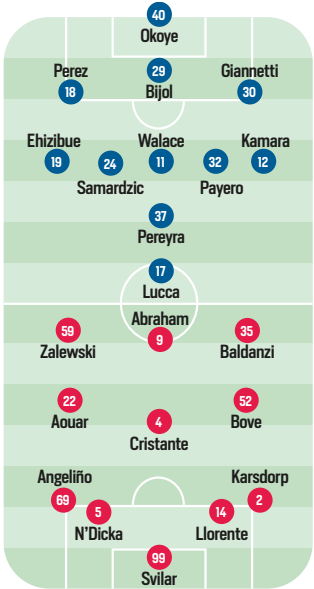 40
Okoye
Perez
29
Giannetti
18
Bijol
30
Ehizibue
Walace
Kamara
19
24
11
32
12
Samardzic
Payero
37
Pereyra
17
Lucca
Abraham
59
9
35
Zalewski
Baldanzi
22
52
Aouar
4
Bove
Cristante
Angeliño
Karsdorp
69
5
14
2
N'Dicka
Llorente
99
Svilar